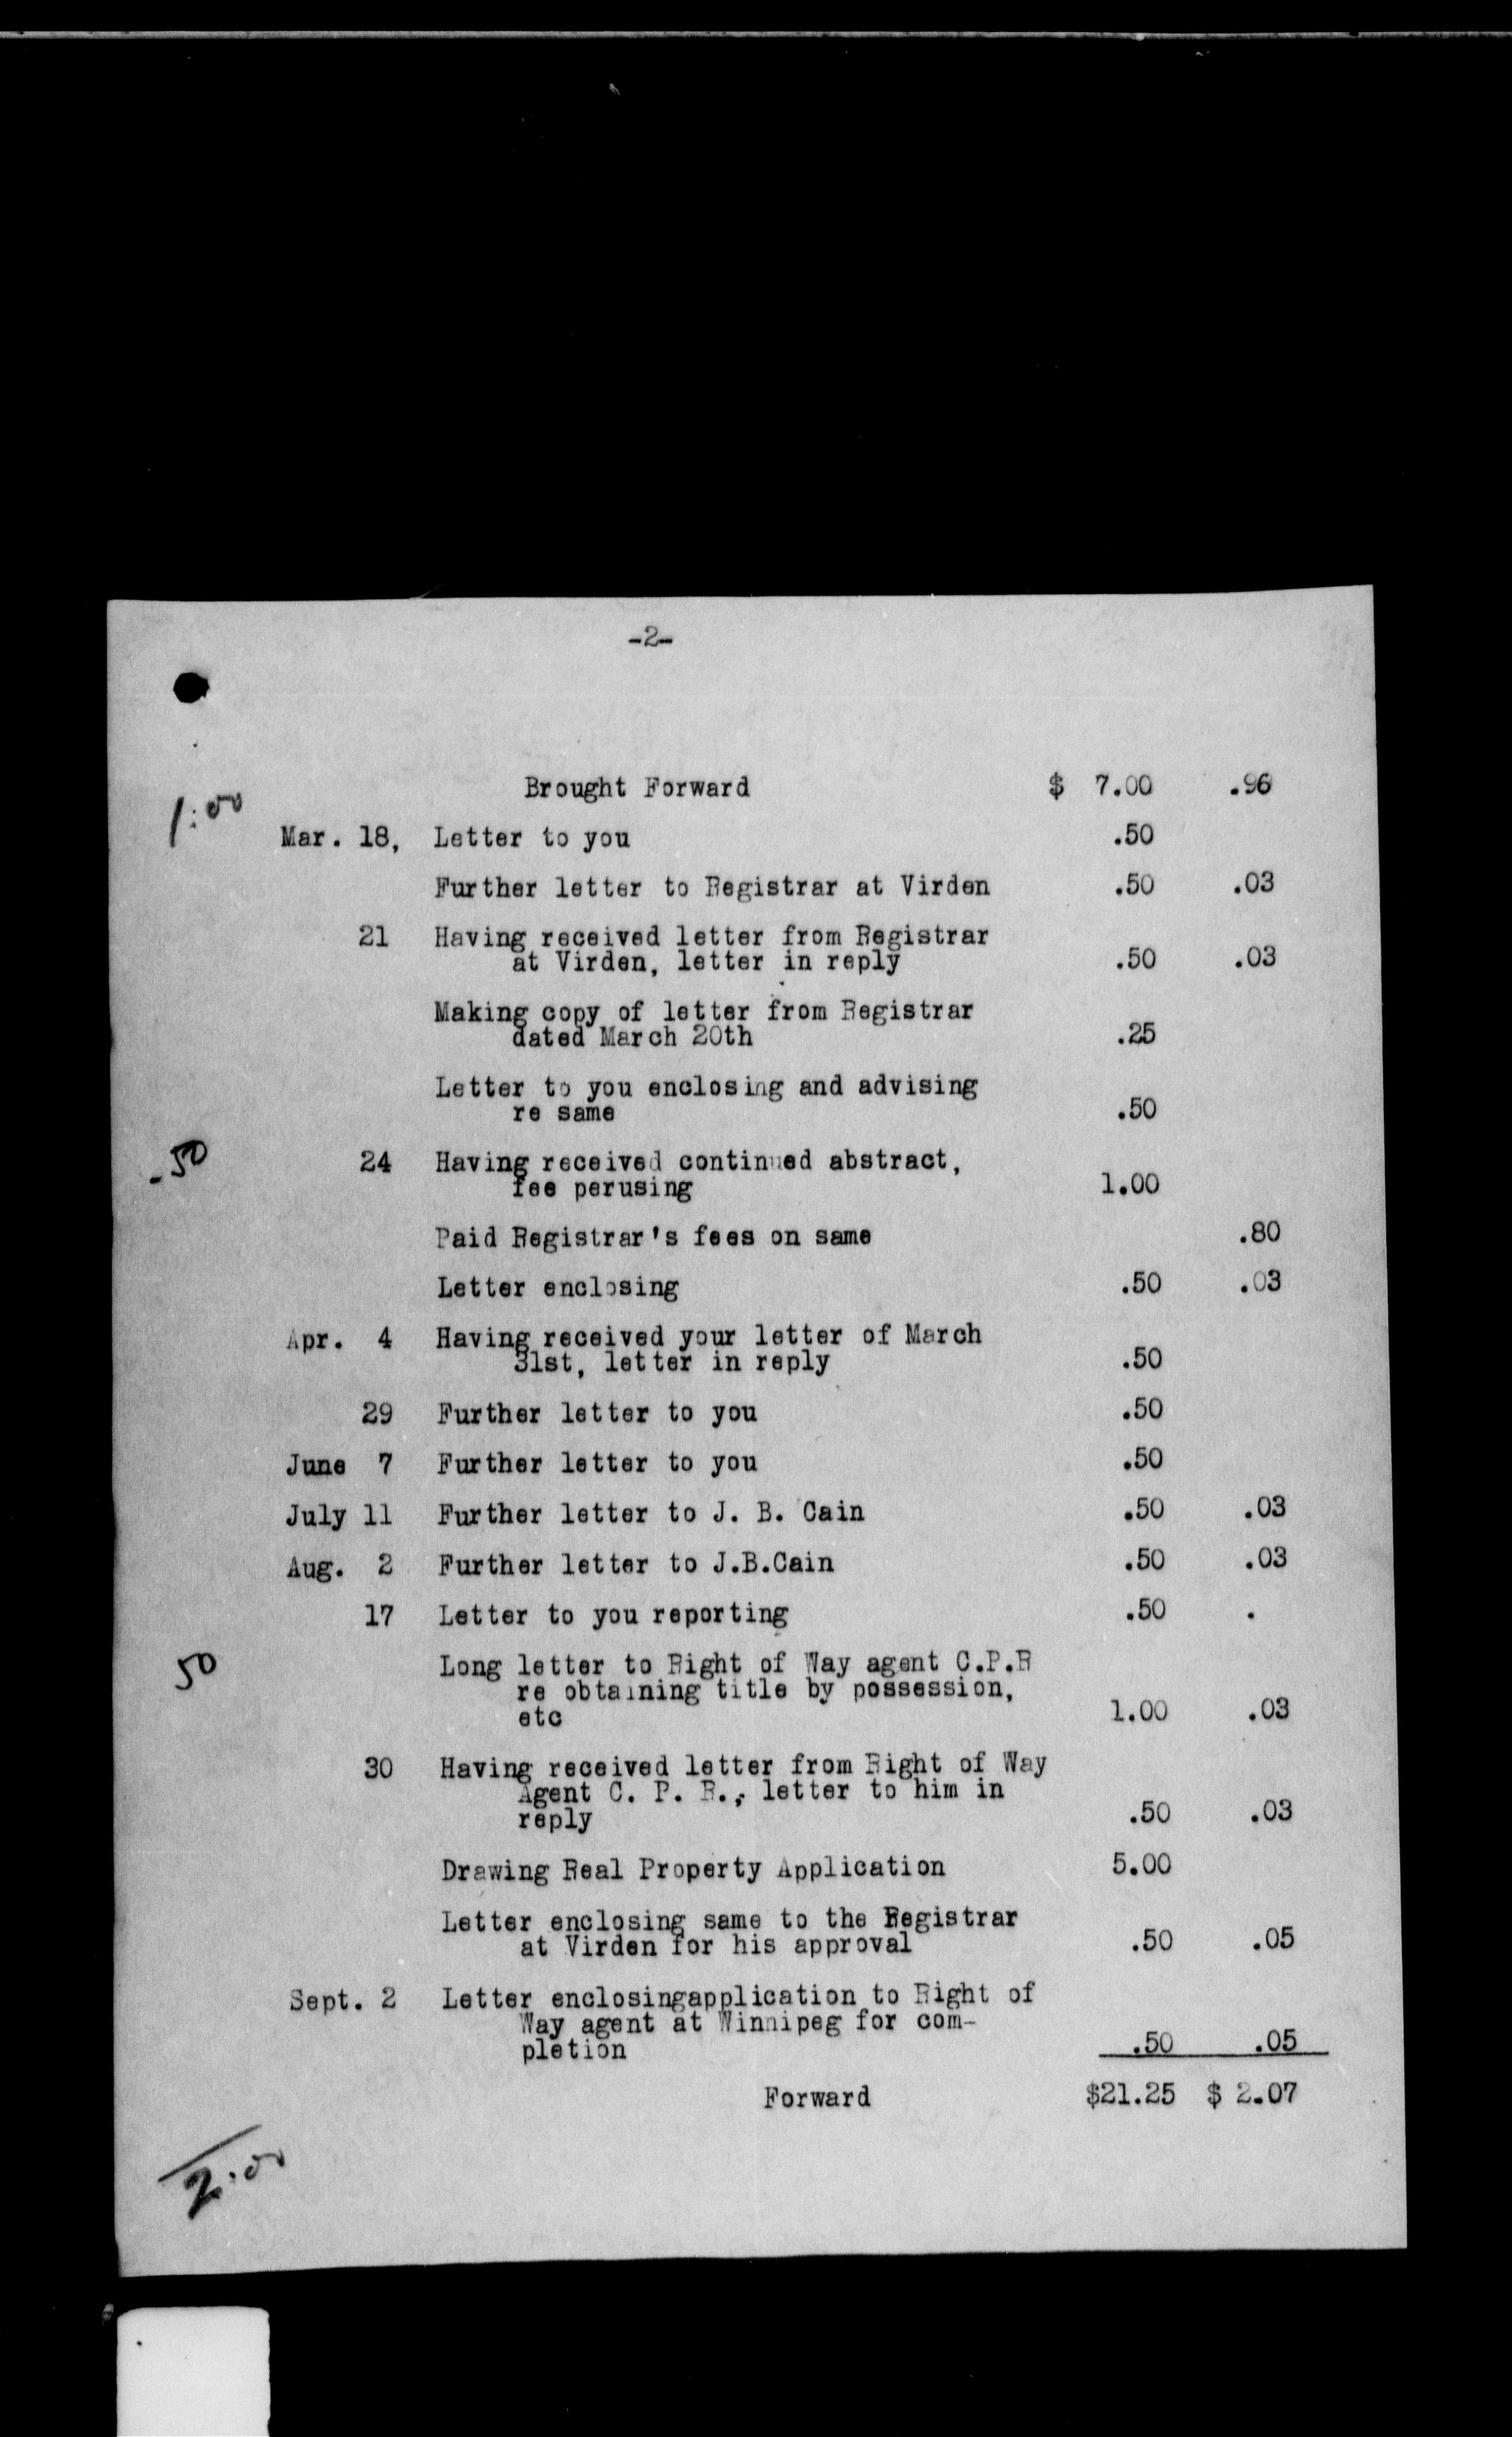 -2-
Brought Forward $ 7.00 .96
1:00
Mar. 18, Letter to you .50
Further letter to Registrar at Virden .50 .03
21 Having received letter from Registrar
at Virden, letter in reply .50 .03
Making copy of letter from Registrar
dated March 20th .25
Letter to you enclosing and advising
re same .50
.50
24 Having received continued abstract,
fee perusing 1.00
Paid Registrar's fees on same .80
Letter enclosing .50 .03
Apr. 4 Having received your letter of March
31st, letter in reply .50
29 Further letter to you .50
June 7 Further letter to you .50
July 11 Further letter to J. B. Cain .50 .03
Aug. 2 Further letter to J.B.Cain .50 .03
17 Letter to you reporting .50 .
50
Long letter to Right of Way agent C.P.R
re obtaining title by possession,
etc 1.00 .03
30 Having received letter from Right of Way
Agent C. P. R., letter to him in
reply .50 .03
Drawing Real Property Application 5.00
Letter enclosing same to the Registrar
at Virden for his approval .50 .05
Sept. 2 Letter enclosingapplication to Right of
Way agent at Winnipeg for com-
pletion .50 .05
Forward $21.25 $ 2.07
2.00